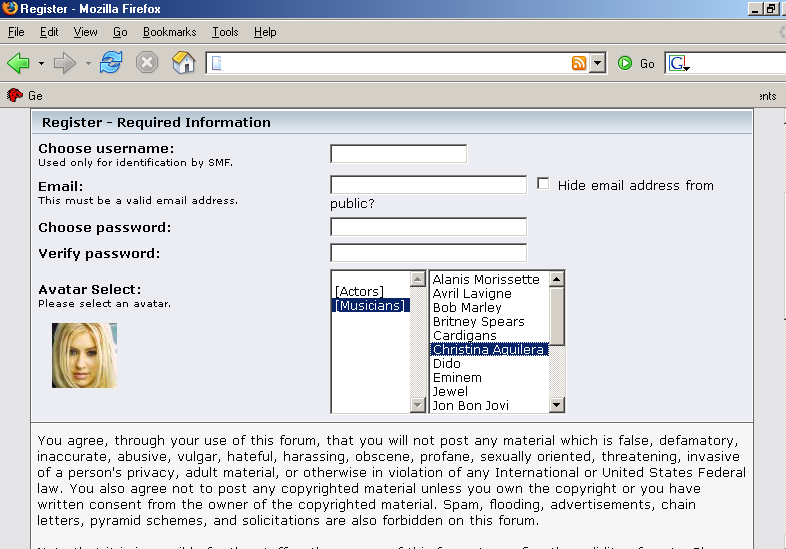 Register - Mozilla Firefox
File Edit View Go Bookmarks Tools Help
Go G
Ge
Register - Required Information
Choose username:
Used only for identification by SMF.
Email:
This must be a valid email address.
Hide email address from
public?
Choose password:
Verify password:
Avatar Select:
Please select an avatar.
[Actors]
[Musicians]
Alanis Morissette
Avril Lavigne
Bob Marley
Britney Spears
Cardigans
Christina Aguilera
Dido
Eminem
Jewel
Jon Bon Jovi
You agree, through your use of this forum, that you will not post any material which is false, defamatory,
inaccurate, abusive, vulgar, hateful, harassing, obscene, profane, sexually oriented, threatening, invasive
of a person's privacy, adult material, or otherwise in violation of any International or United States Federal
law. You also agree not to post any copyrighted material unless you own the copyright or you have
written consent from the owner of the copyrighted material. Spam, flooding, advertisements, chain
letters, pyramid schemes, and solicitations are also forbidden on this forum.